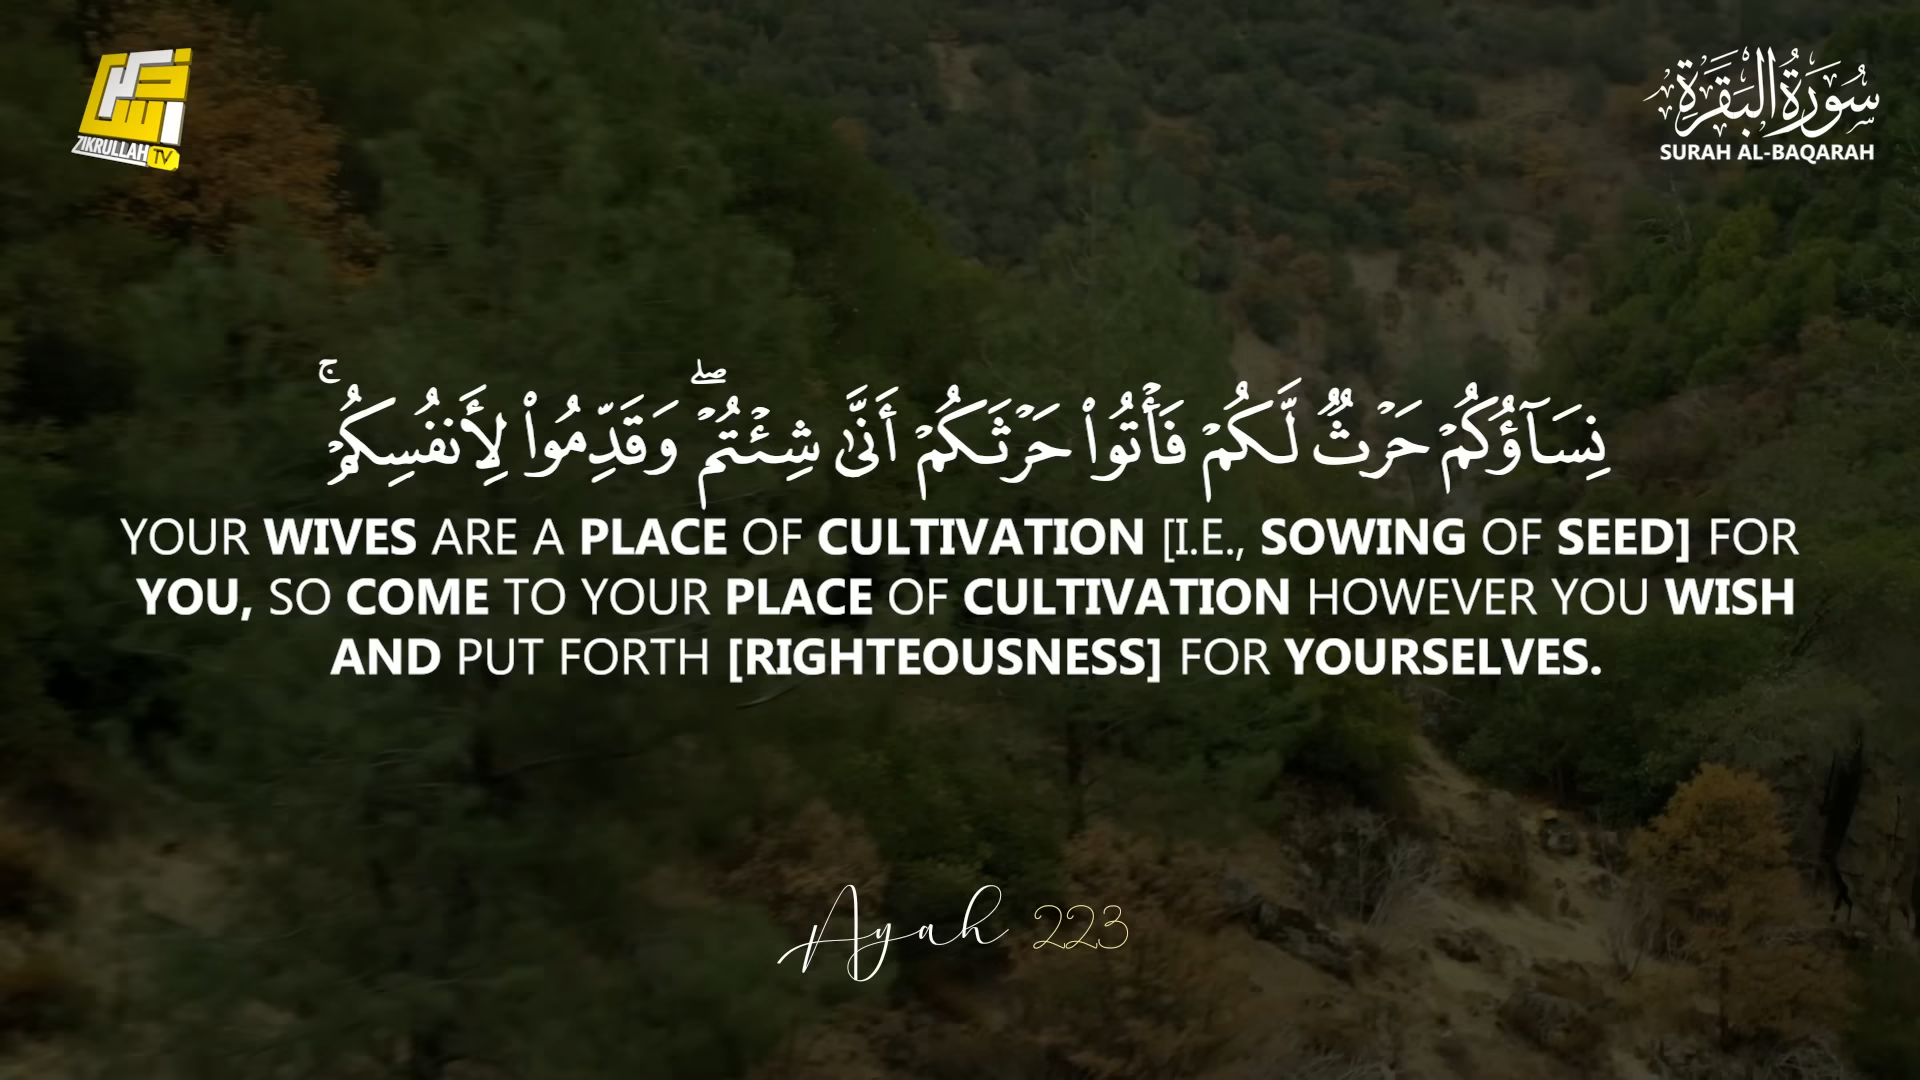 ذكر الله
ZIKRULLAH TV
سُورَةُ البَقَرَةِ
SURAH AL-BAQARAH
نِسَآؤُكُمْ حَرْثٌ لَّكُمْ فَأْتُوا۟ حَرْثَكُمْ أَنَّىٰ شِئْتُمْ ۖ وَقَدِّمُوا۟ لِأَنفُسِكُمْ ۚ
YOUR WIVES ARE A PLACE OF CULTIVATION [I.E., SOWING OF SEED] FOR
YOU, SO COME TO YOUR PLACE OF CULTIVATION HOWEVER YOU WISH
AND PUT FORTH [RIGHTEOUSNESS] FOR YOURSELVES.
Ayah 223